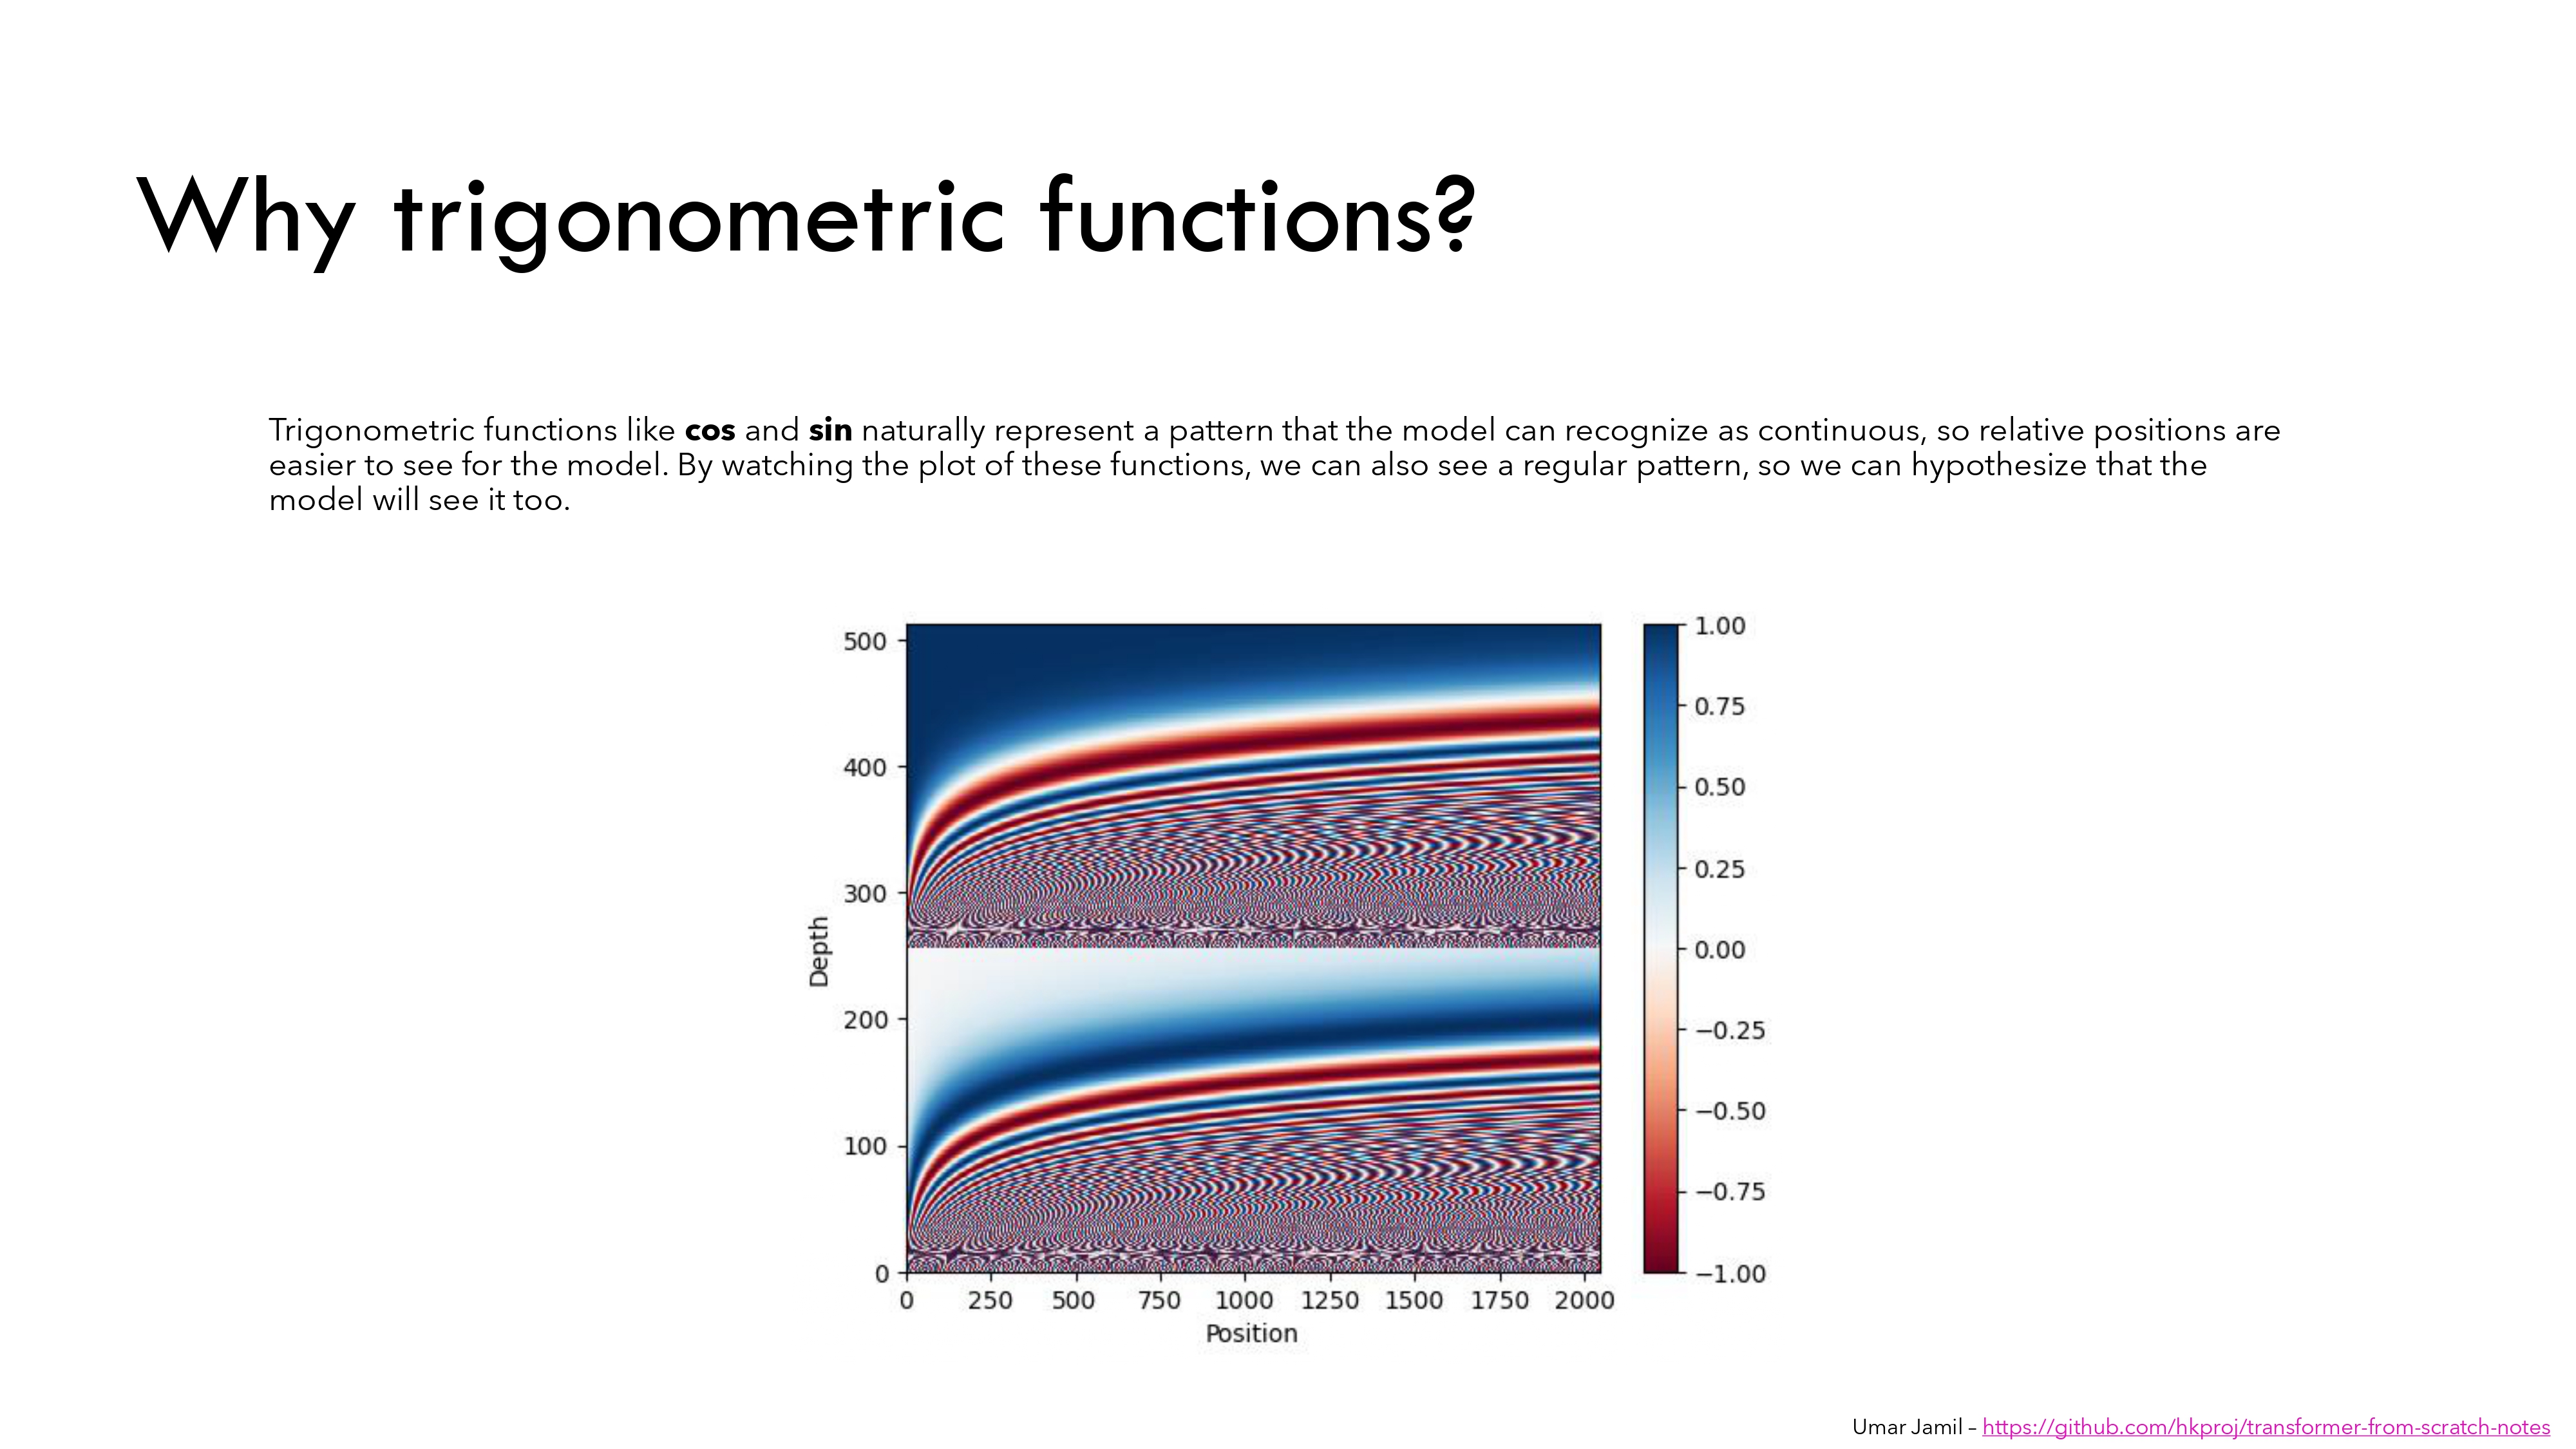 Why trigonometric functions?
Trigonometric functions like cos and sin naturally represent a pattern that the model can recognize as continuous, so relative positions are
easier to see for the model. By watching the plot of these functions, we can also see a regular pattern, so we can hypothesize that the
model will see it too.
500
400
300
200
100
0
Depth
0 250 500 750 1000 1250 1500 1750 2000
Position
1.00
0.75
0.50
0.25
0.00
−0.25
−0.50
−0.75
−1.00
Umar Jamil – https://github.com/hkproj/transformer-from-scratch-notes